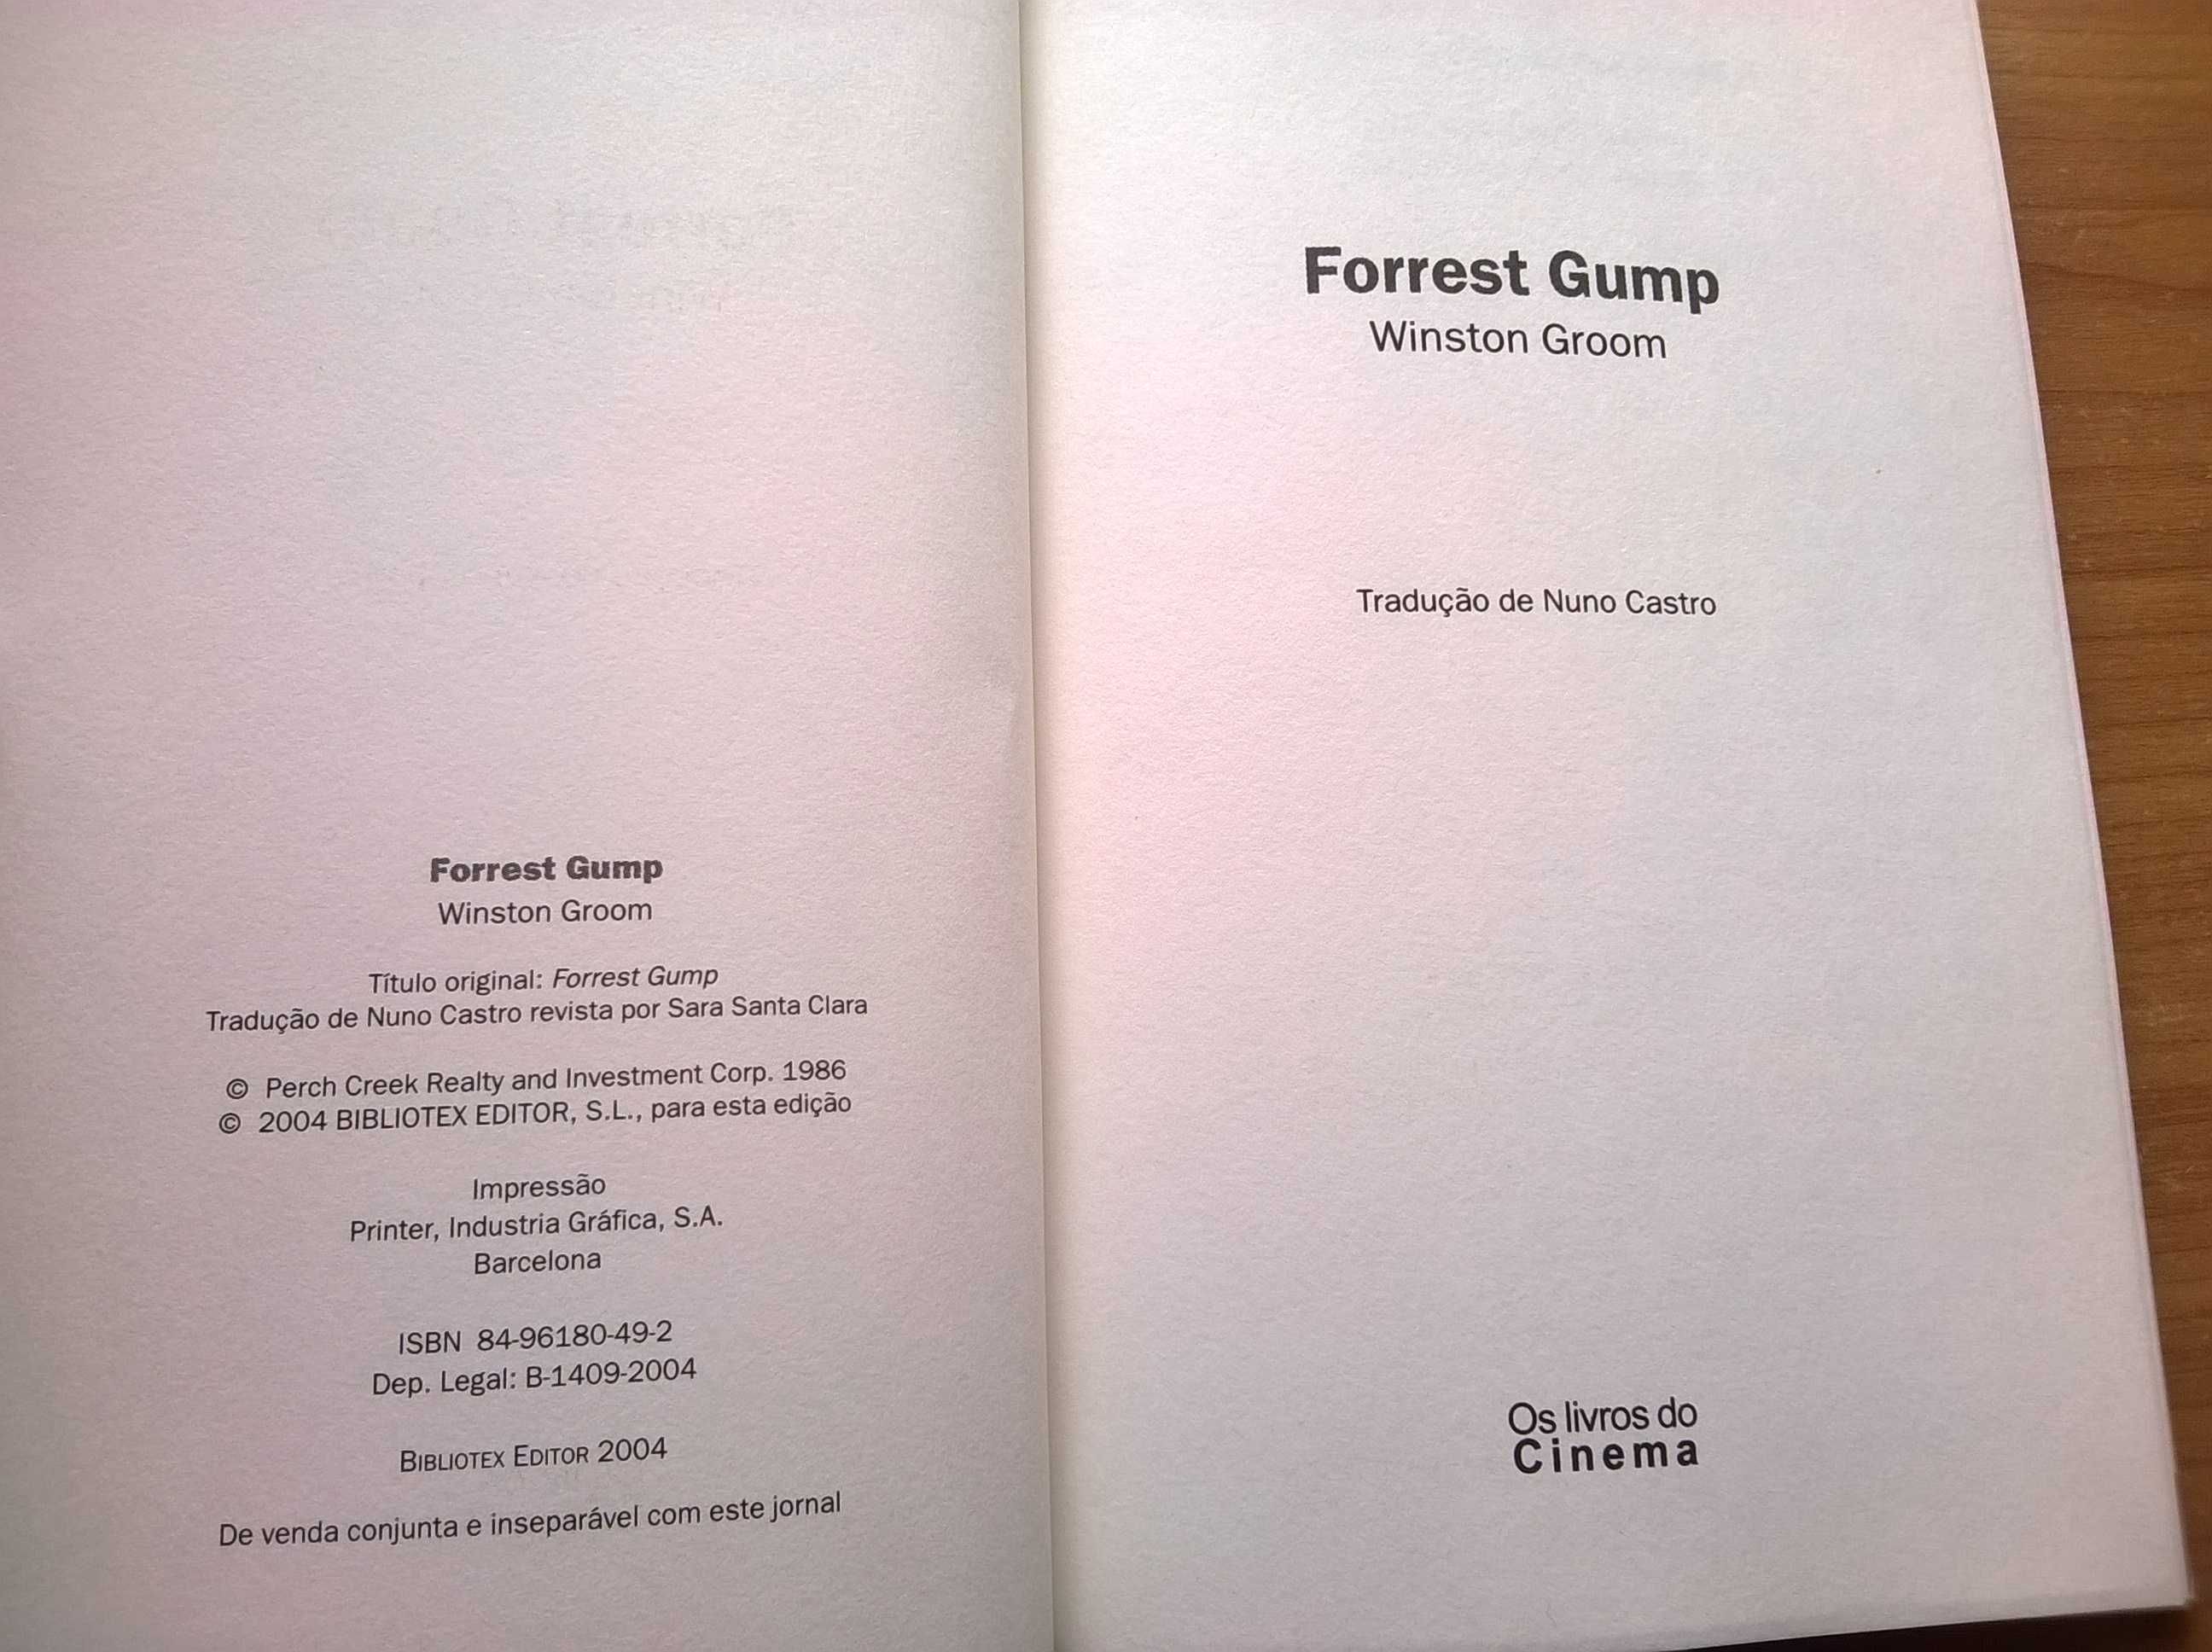 Forrest Gump
Winston Groom
Título original: Forrest Gump
Tradução de Nuno Castro revista por Sara Santa Clara
© Perch Creek Realty and Investment Corp. 1986
© 2004 BIBLIOTEX EDITOR, S.L., para esta edição
Impressão
Printer, Industria Gráfica, S.A.
Barcelona
ISBN 84-96180-49-2
Dep. Legal: B-1409-2004
BIBLIOTEX EDITOR 2004
De venda conjunta e inseparável com este jornal
Forrest Gump
Winston Groom
Tradução de Nuno Castro
Os livros do
Cinema